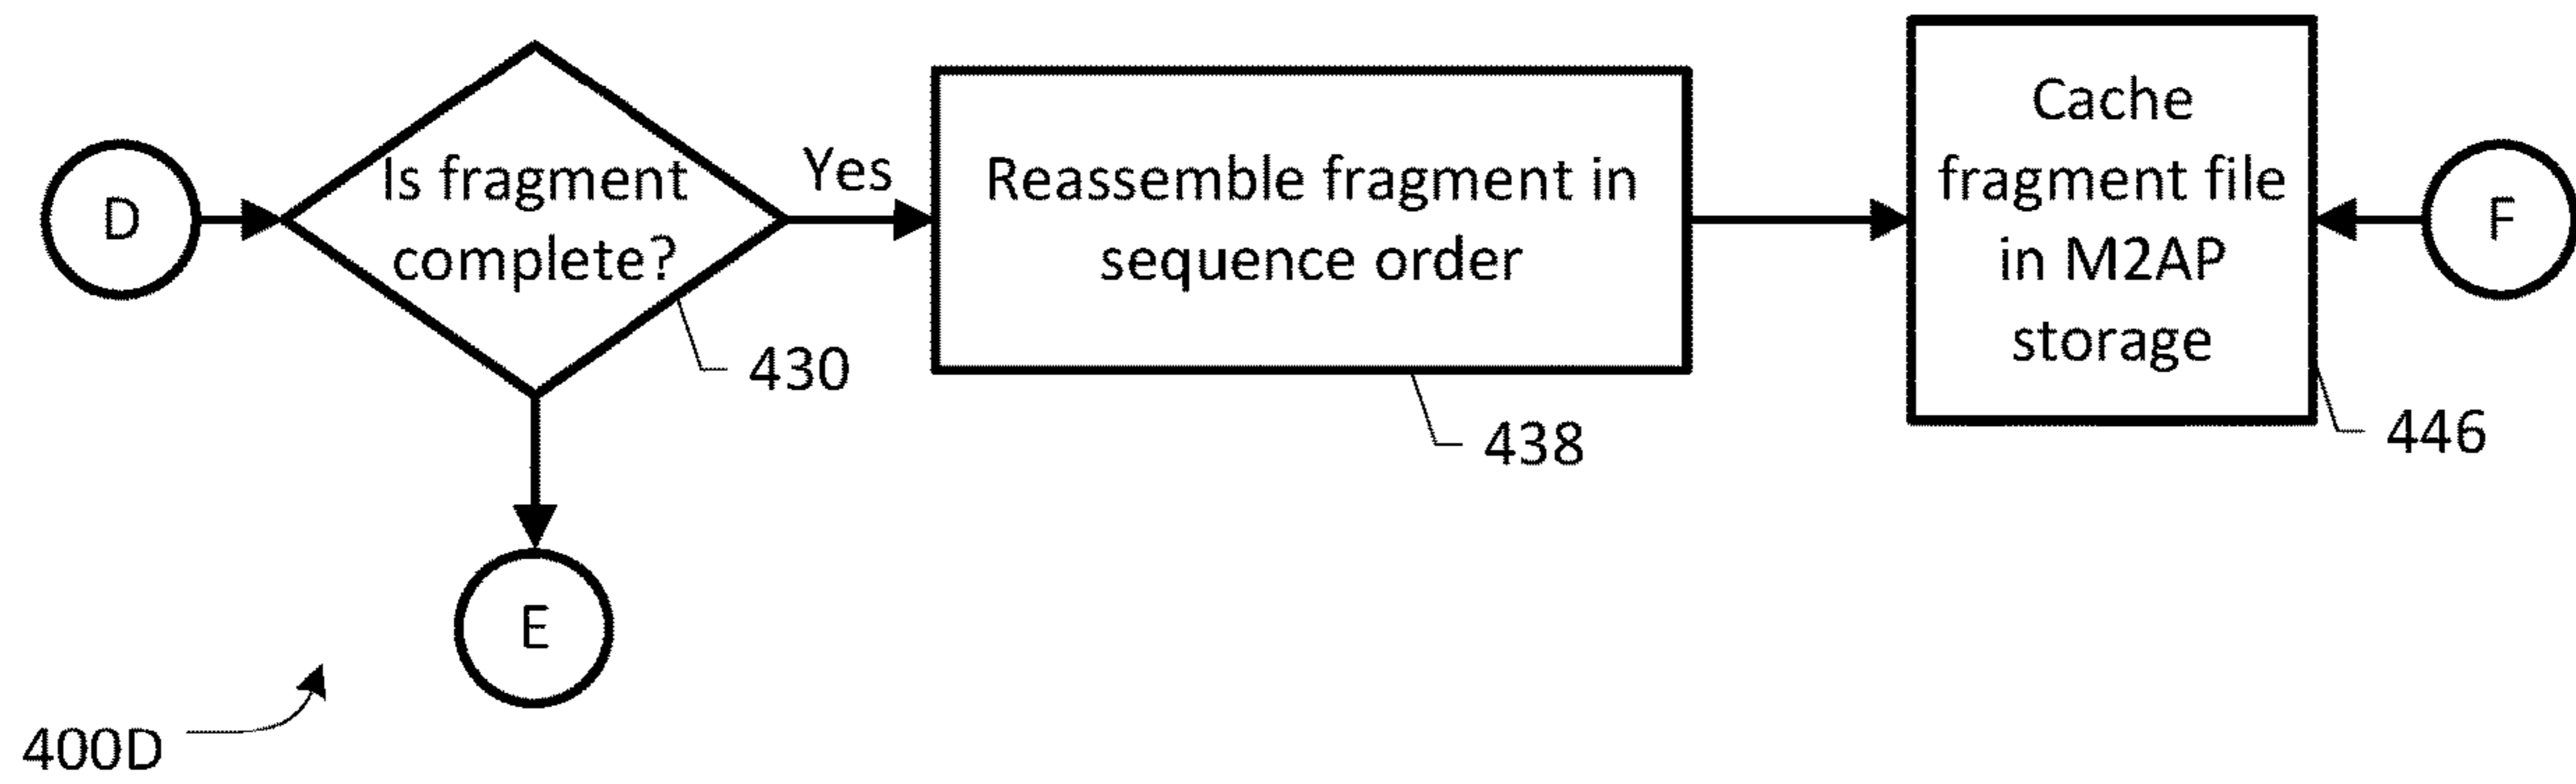 D
Is fragment
complete?
430
Yes
Reassemble fragment in
sequence order
438
Cache
fragment file
in M2AP
storage
446
F
E
400D